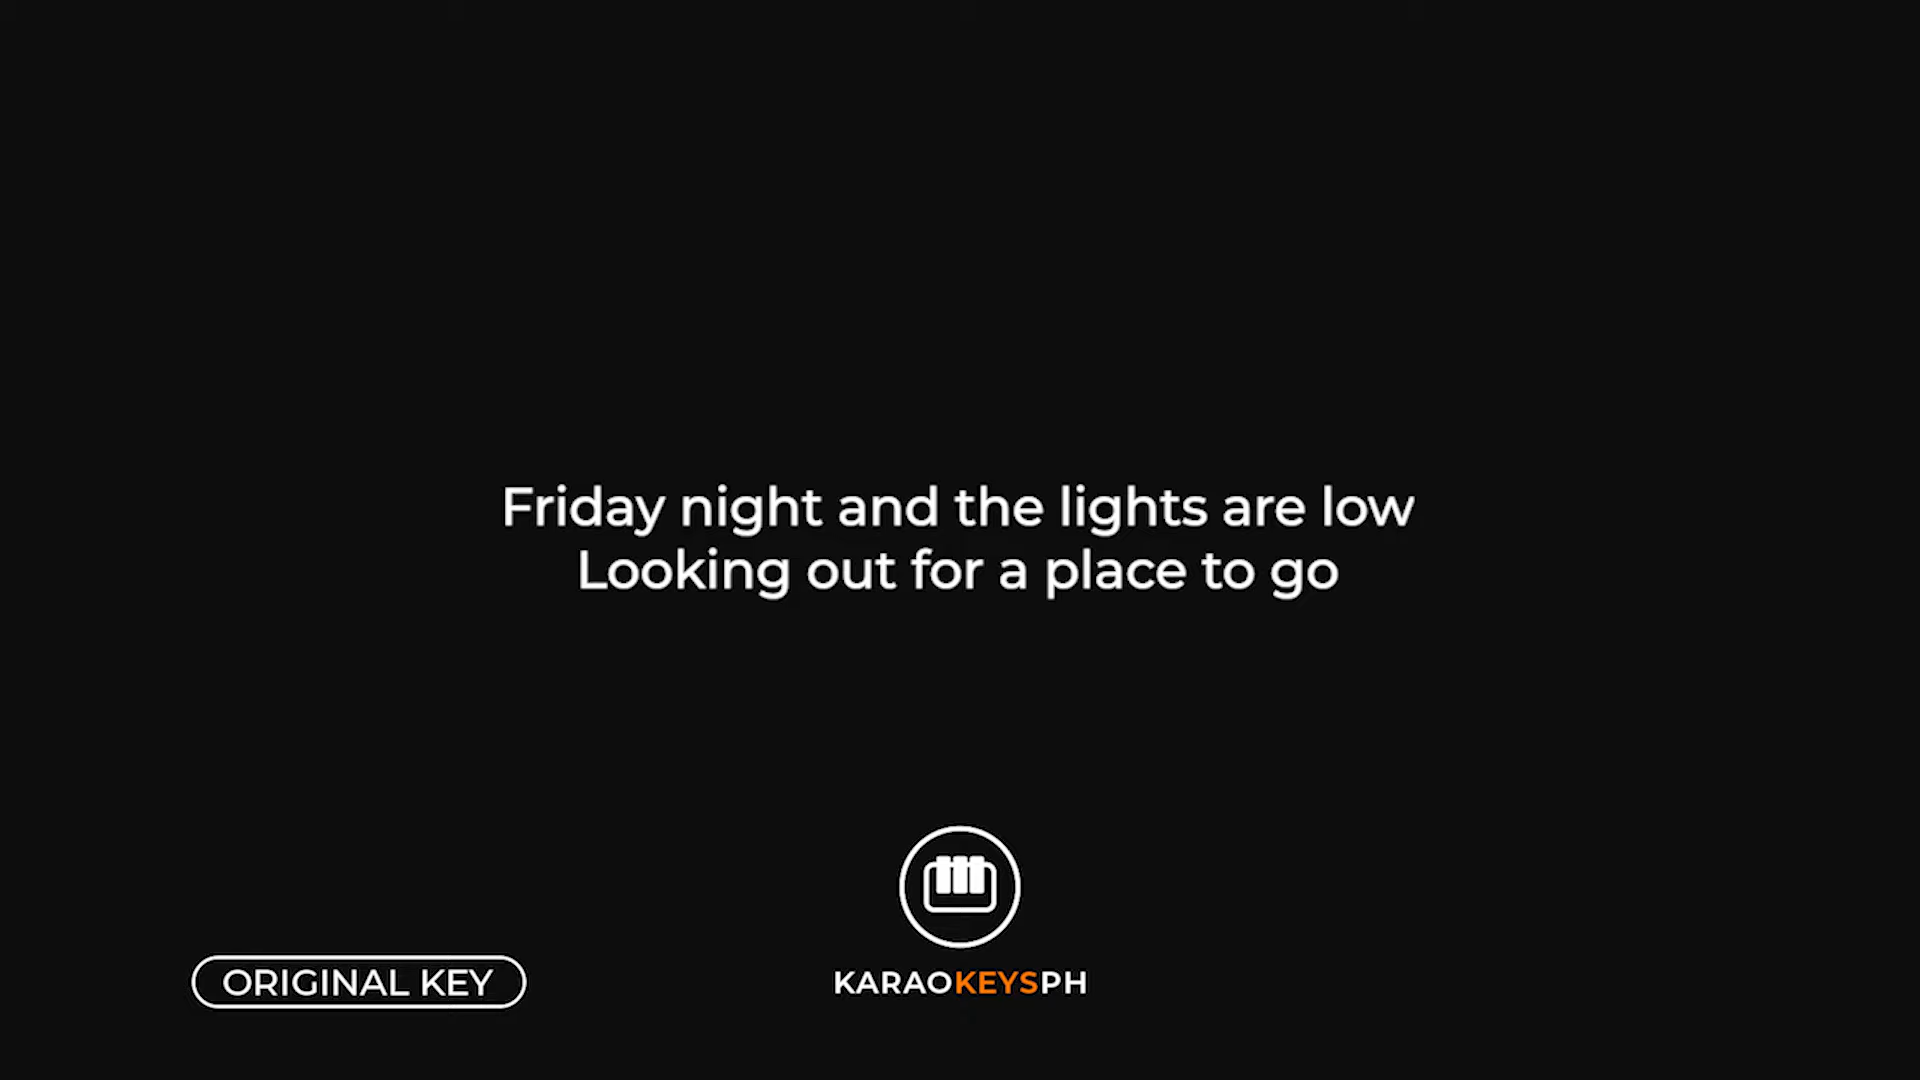 Friday night and the lights are low
Looking out for a place to go
ORIGINAL KEY
KARAOKEYSPH